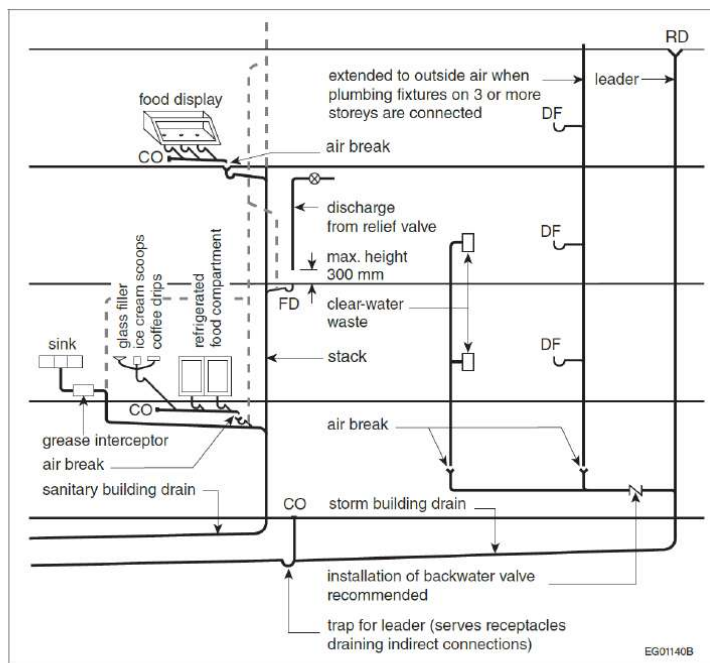 RD
extended to outside air when
plumbing fixtures on 3 or more
storeys are connected
leader
food display
DF
CO
air break
discharge
from relief valve
DF
max. height
300 mm
glass filler
ice cream scoops
coffee drips
refrigerated
food compartment
FD
clear-water
waste
sink
stack
DF
CO
grease interceptor
air break
air break
sanitary building drain
CO
storm building drain
installation of backwater valve
recommended
trap for leader (serves receptacles
draining indirect connections)
EG01140B